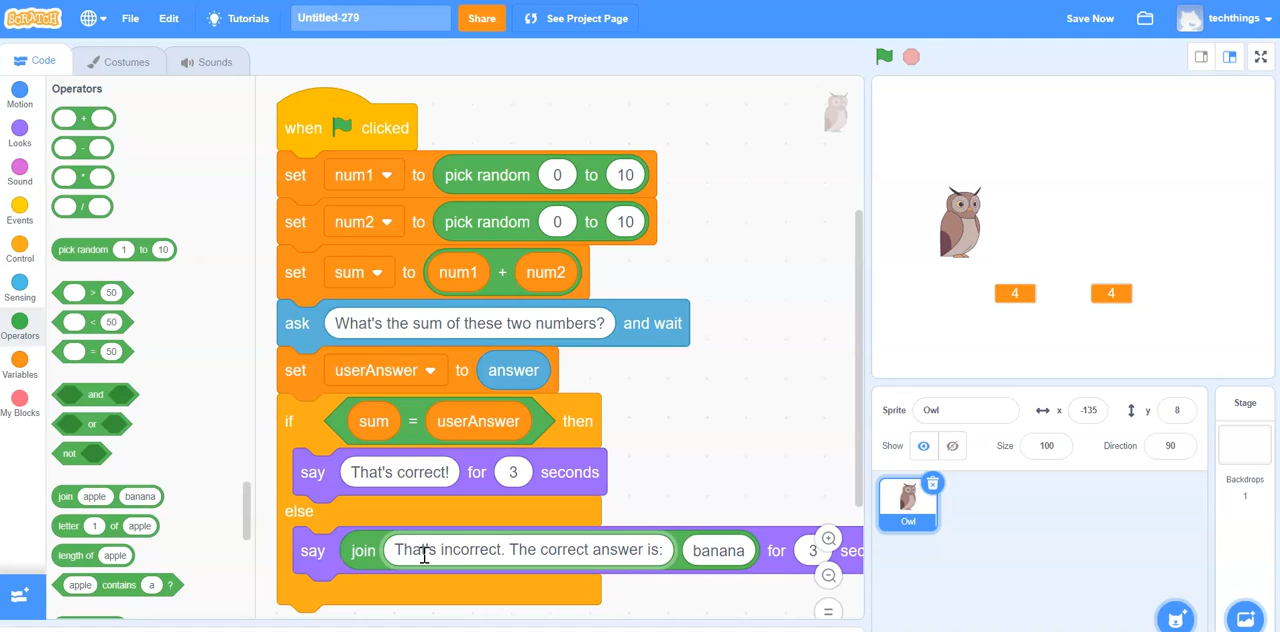 SCRATCH File Edit Tutorials Untitled-279 Share See Project Page Save Now techthings
Code Costumes Sounds
Motion
Looks
Sound
Events
Control
Sensing
Operators
Variables
My Blocks
Operators
+
-
*
/
pick random 1 to 10
> 50
< 50
= 50
and
or
not
join apple banana
letter 1 of apple
length of apple
apple contains a ?
when clicked
set num1 to pick random 0 to 10
set num2 to pick random 0 to 10
set sum to num1 + num2
ask What's the sum of these two numbers? and wait
set userAnswer to answer
if sum = userAnswer then
say That's correct! for 3 seconds
else
say join That's incorrect. The correct answer is: banana for 3 sec
4 4
Sprite Owl x -135 y 8
Show Size 100 Direction 90
Owl
Stage
Backdrops
1